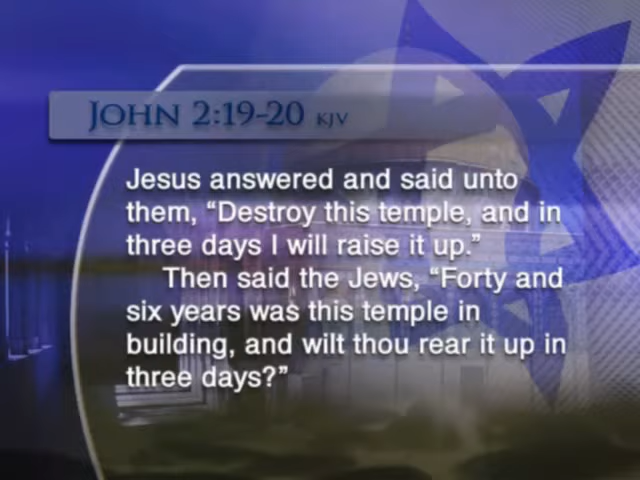 John 2:19-20 KJV
Jesus answered and said unto
them, “Destroy this temple, and in
three days I will raise it up.”
Then said the Jews, “Forty and
six years was this temple in
building, and wilt thou rear it up in
three days?”